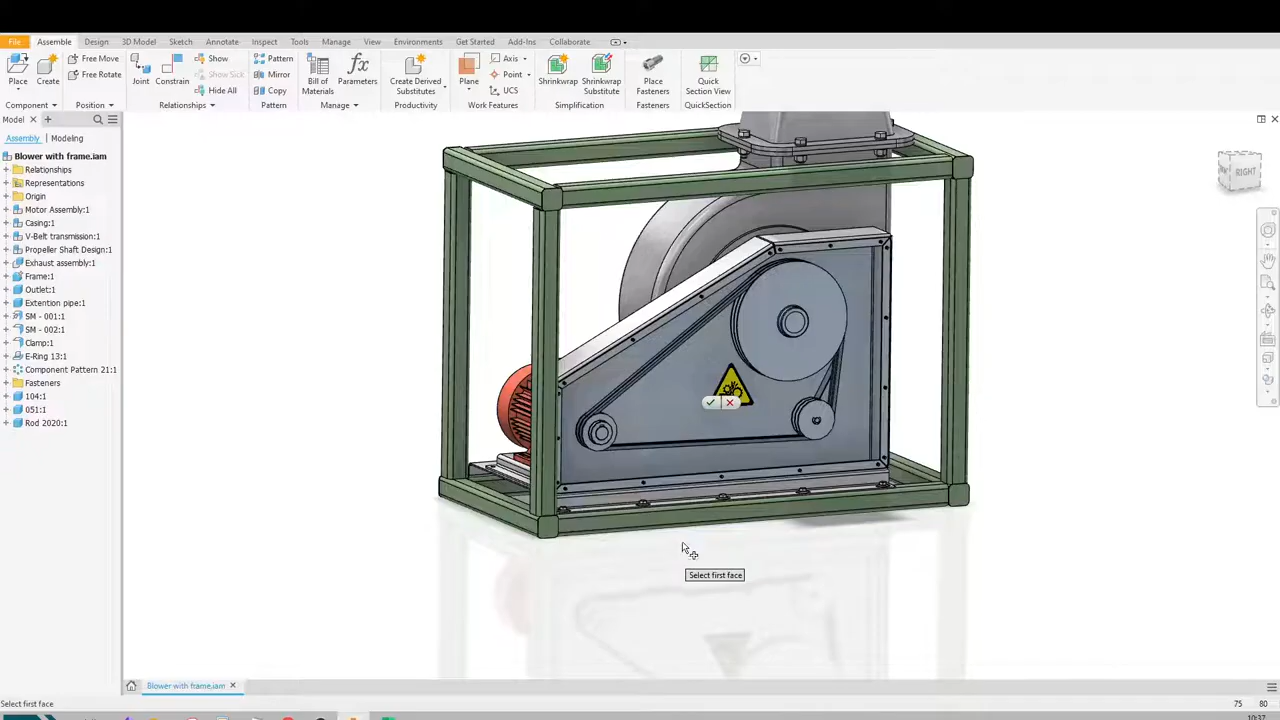 File Assemble Design 3D Model Sketch Annotate Inspect Tools Manage View Environments Get Started Add-Ins Collaborate
Place
Create
Free Move
Free Rotate
Component
Position
Joint
Constrain
Show
Show Sick
Hide All
Relationships
Pattern
Mirror
Copy
Pattern
Bill of
Materials
fx
Parameters
Manage
Create Derived
Substitutes
Productivity
Plane
Axis
Point
UCS
Work Features
Shrinkwrap
Shrinkwrap
Substitute
Simplification
Place
Fasteners
Fasteners
Quick
Section View
QuickSection
Model
Assembly Modeling
Blower with frame.iam
Relationships
Representations
Origin
Motor Assembly:1
Casing:1
V-Belt transmission:1
Propeller Shaft Design:1
Exhaust assembly:1
Frame:1
Outlet:1
Extention pipe:1
SM - 001:1
SM - 002:1
Clamp:1
E-Ring 13:1
Component Pattern 21:1
Fasteners
104:1
051:1
Rod 2020:1
RIGHT
Select first face
Blower with frame.iam
Select first face
75 80
10:37